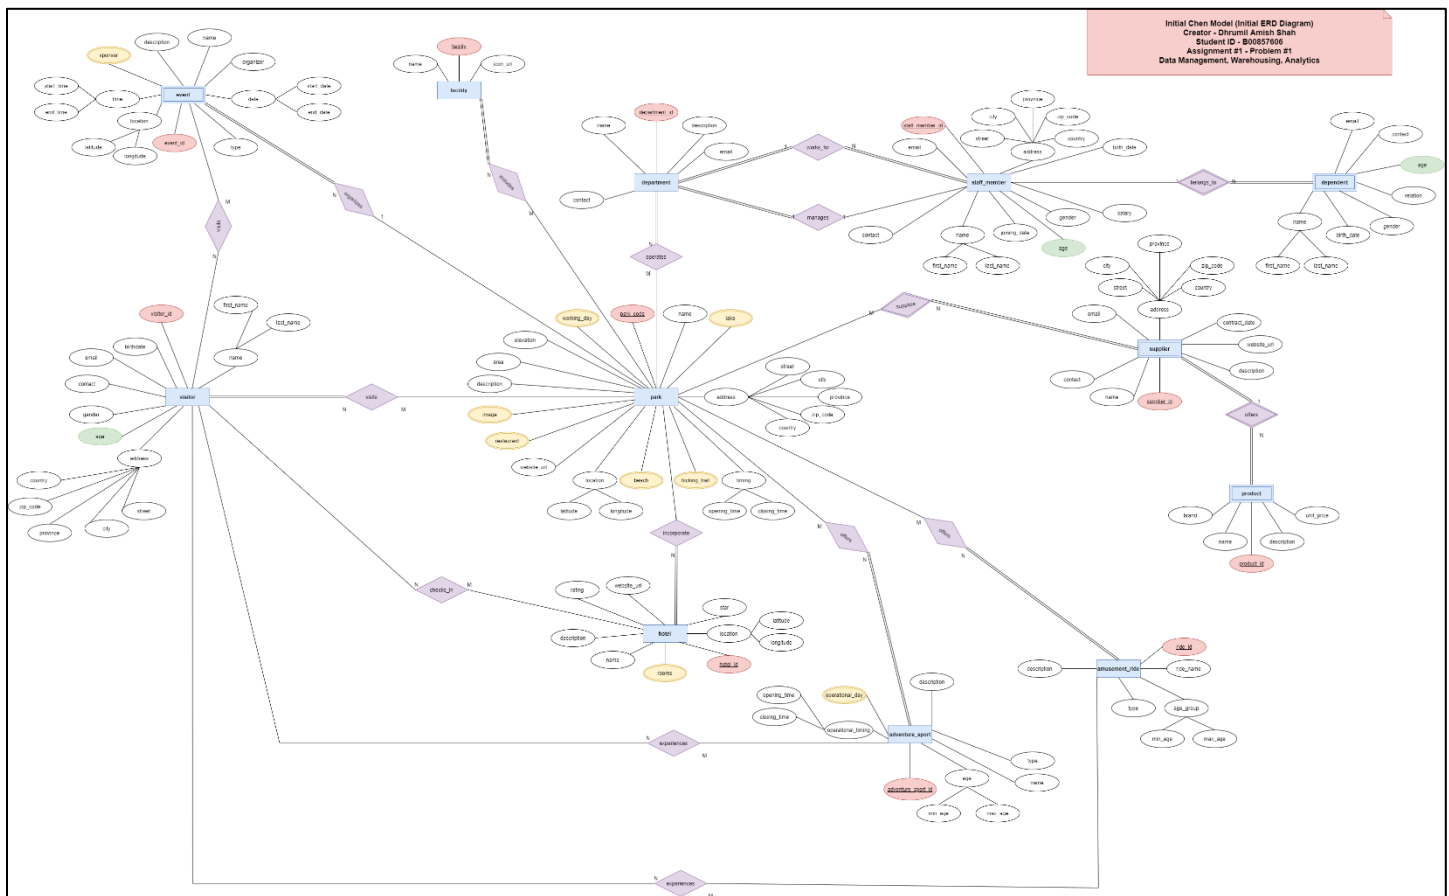 Initial Chen Model (Initial ERD Diagram)
Creator - Dhrumil Amish Shah
Student ID - B00857606
Assignment #1 - Problem #1
Data Management, Warehousing, Analytics
sponsor
description
name
organizer
start_time
end_time
time
event
date
start_date
end_date
location
latitude
longitude
event_id
type
name
icon_url
facility
department_id
name
description
email
department
contact
works_for
N
manages
staff_member_id
email
street
city
province
zip_code
country
address
birth_date
staff_member
contact
name
first_name
last_name
joining_date
gender
age
salary
belongs_to
N
email
contact
age
dependent
relation
name
first_name
last_name
birth_date
gender
M
N
N
organizes
1
N
includes
M
N
operates
M
M
supplies
N
province
city
zip_code
street
country
address
email
contract_date
website_url
supplier
description
contact
name
supplier_id
1
offers
N
product
brand
name
product_id
description
unit_price
visitor_id
first_name
last_name
name
birthdate
email
contact
visitor
gender
age
address
country
zip_code
province
city
street
N
visits
M
working_day
park_code
name
lake
elevation
area
description
park
image
restaurant
website_url
location
latitude
longitude
beach
timing
opening_time
closing_time
address
street
city
province
zip_code
country
incorporate
N
M
offers
N
M
offers
N
N
checks_in
M
rating
website_url
star
description
hotel
location
latitude
longitude
name
rooms
hotel_id
ride_id
description
amusement_ride
ride_name
type
age_group
min_age
max_age
opening_time
closing_time
operational_day
operational_timing
description
adventure_sport
type
name
age
min_age
max_age
adventure_sport_id
N
experiences
M
N
experiences
M